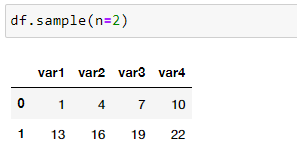 df.sample(n=2)
var1 var2 var3 var4
0 1 4 7 10
1 13 16 19 22